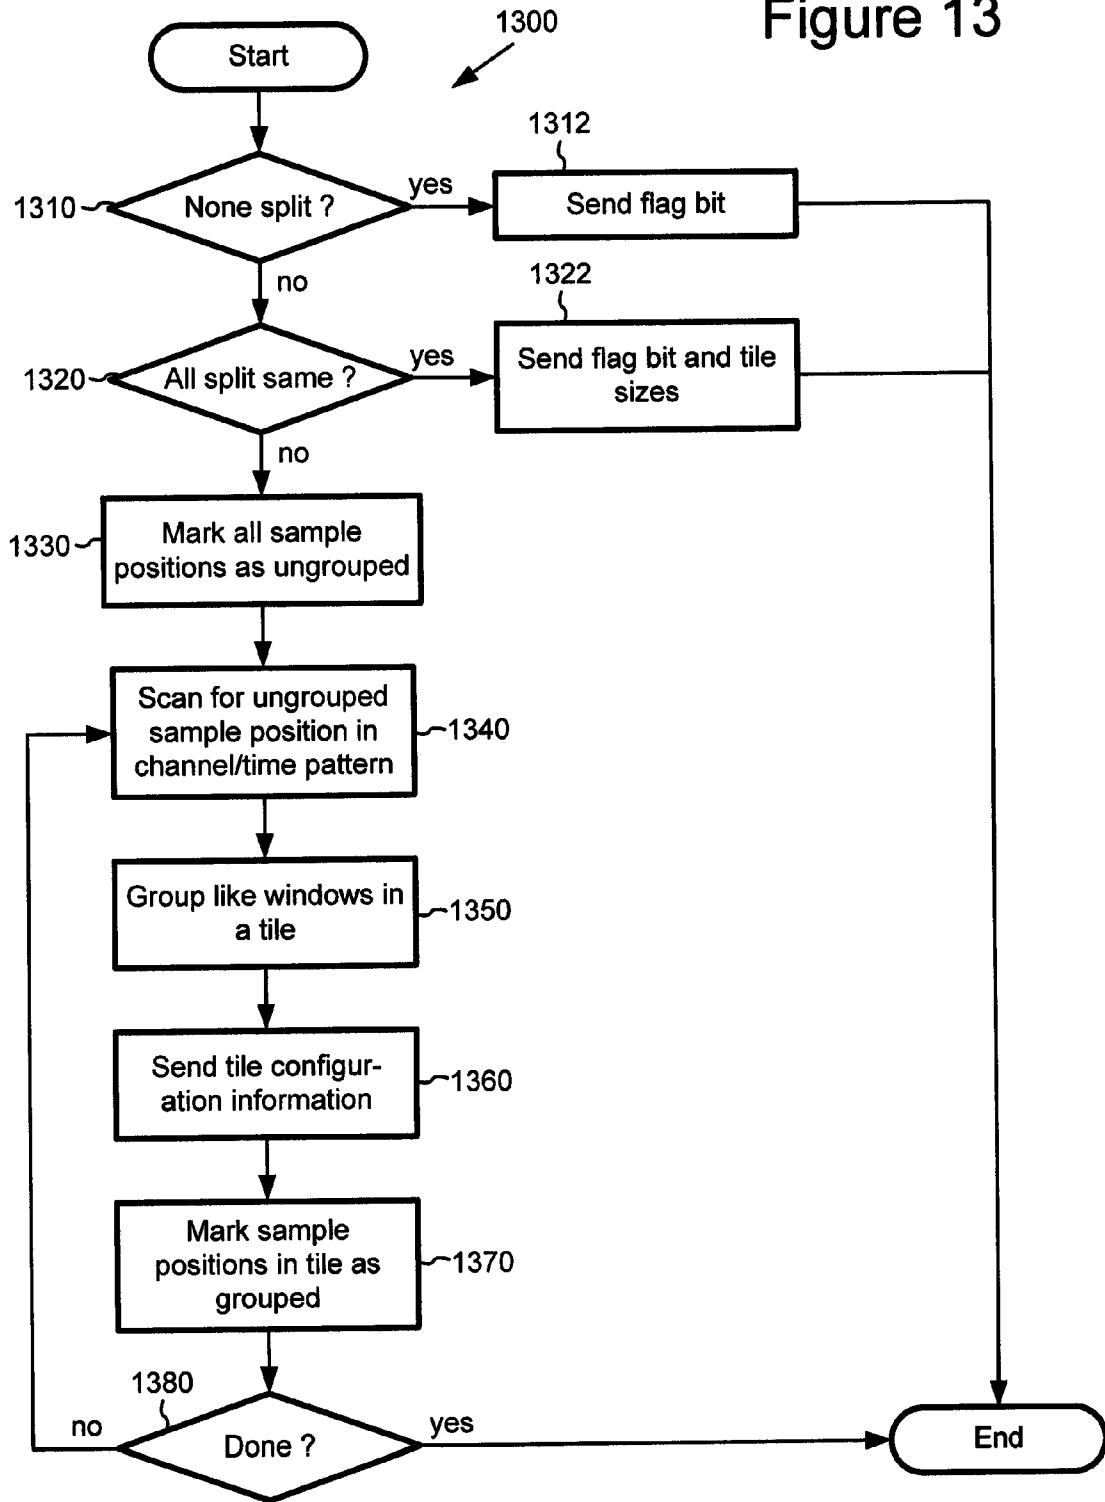 Figure 13
1300
Start
1312
1310
None split ?
yes
Send flag bit
no
1322
1320
All split same ?
yes
Send flag bit and tile
sizes
no
1330
Mark all sample
positions as ungrouped
Scan for ungrouped
sample position in
channel/time pattern
1340
Group like windows in
a tile
1350
Send tile configur-
ation information
1360
Mark sample
positions in tile as
grouped
1370
1380
no
Done ?
yes
End